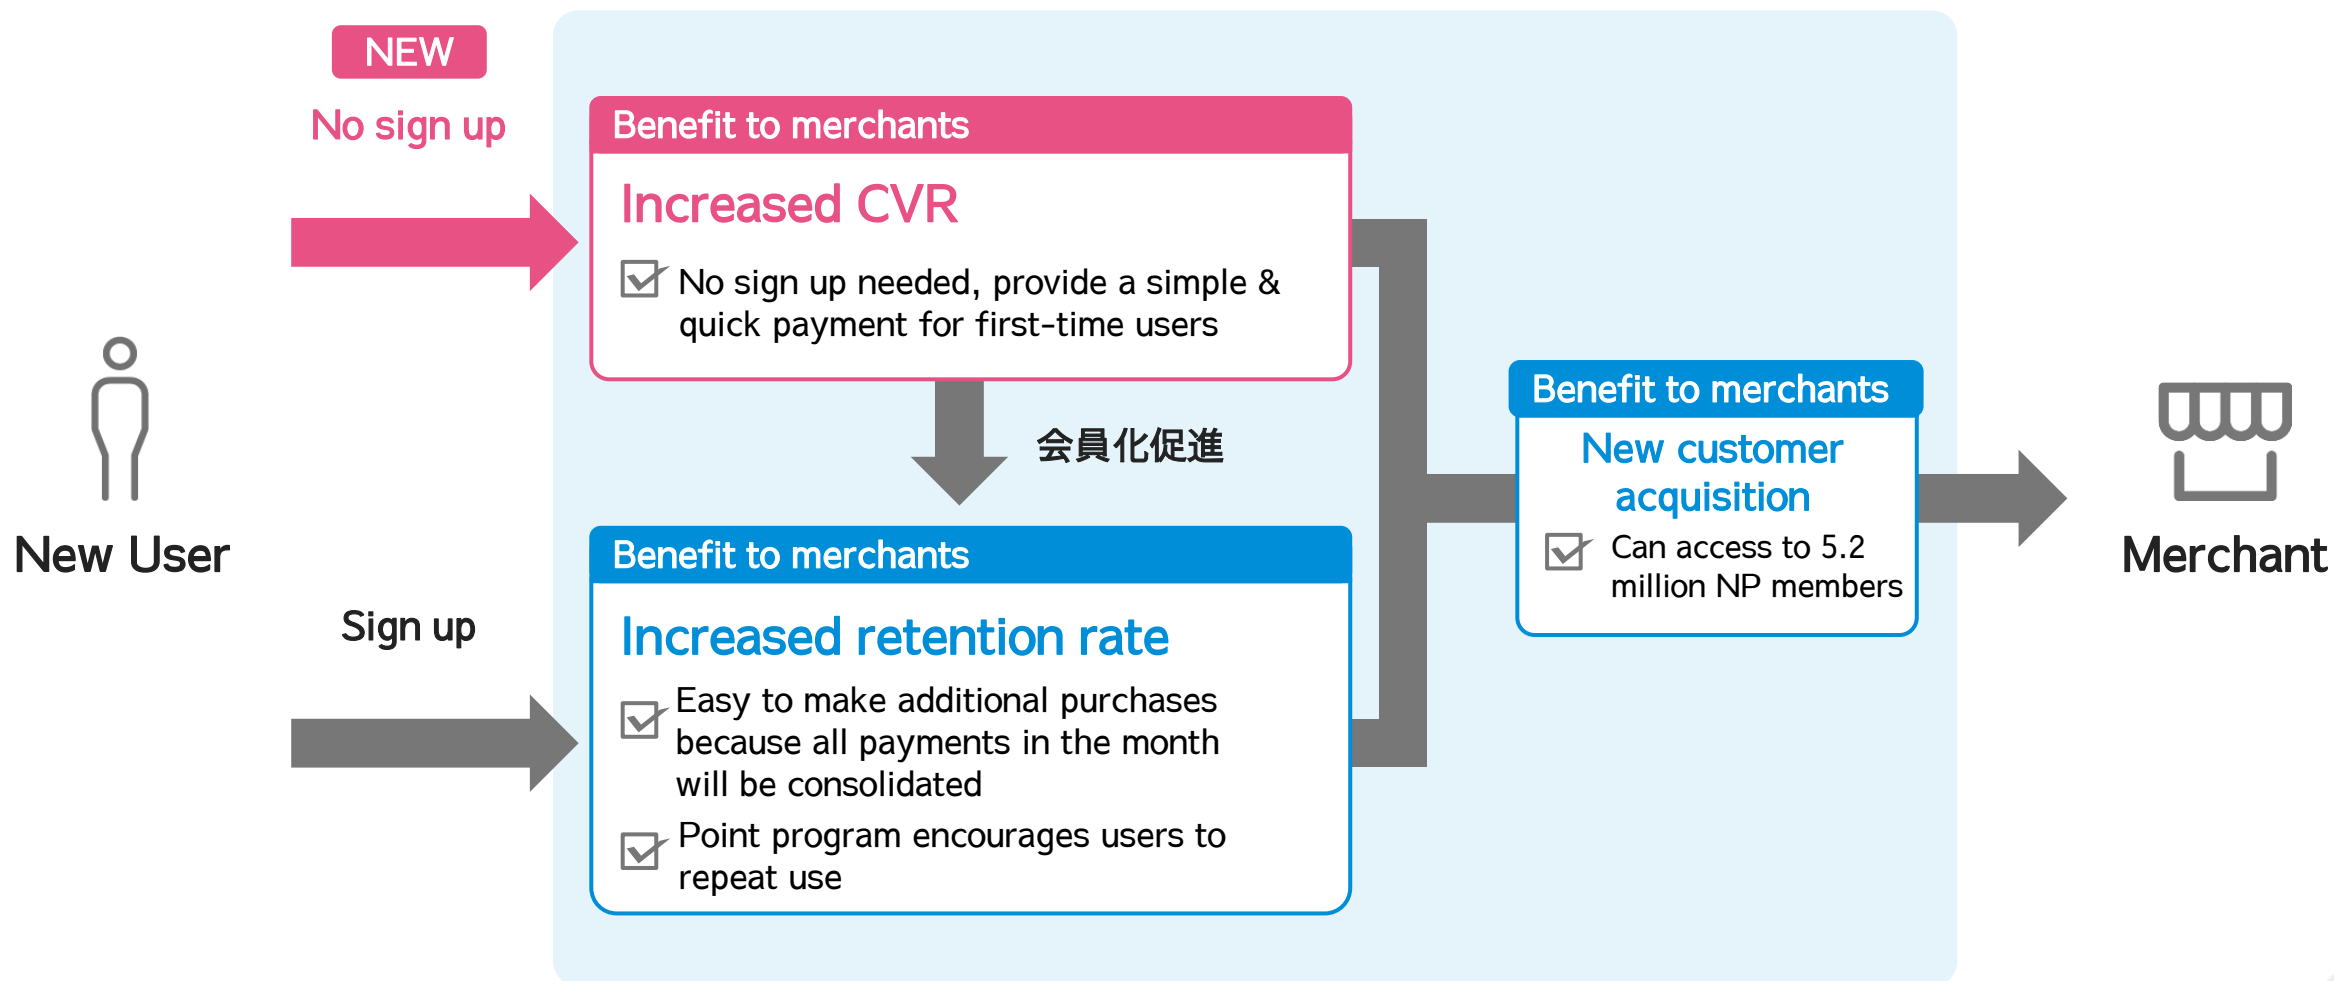 NEW
No sign up
Benefit to merchants
Increased CVR
No sign up needed, provide a simple &
quick payment for first-time users
会員化促進
New User
Sign up
Benefit to merchants
Increased retention rate
Easy to make additional purchases
because all payments in the month
will be consolidated
Point program encourages users to
repeat use
Benefit to merchants
New customer
acquisition
Can access to 5.2
million NP members
Merchant